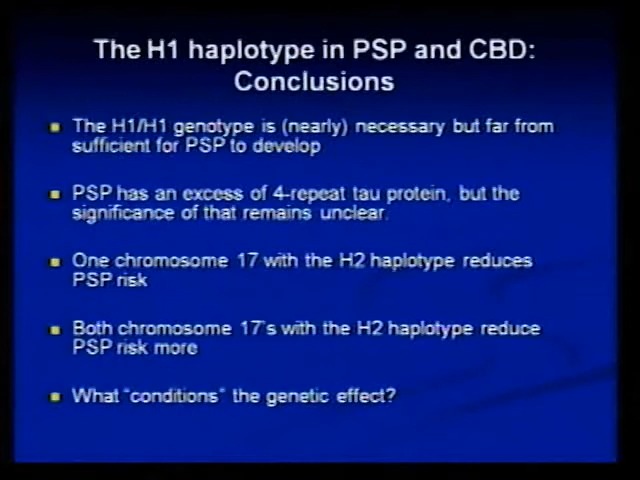 The H1 haplotype in PSP and CBD:
Conclusions
The H1/H1 genotype is (nearly) necessary but far from
sufficient for PSP to develop
PSP has an excess of 4-repeat tau protein, but the
significance of that remains unclear.
One chromosome 17 with the H2 haplotype reduces
PSP risk
Both chromosome 17's with the H2 haplotype reduce
PSP risk more
What "conditions" the genetic effect?